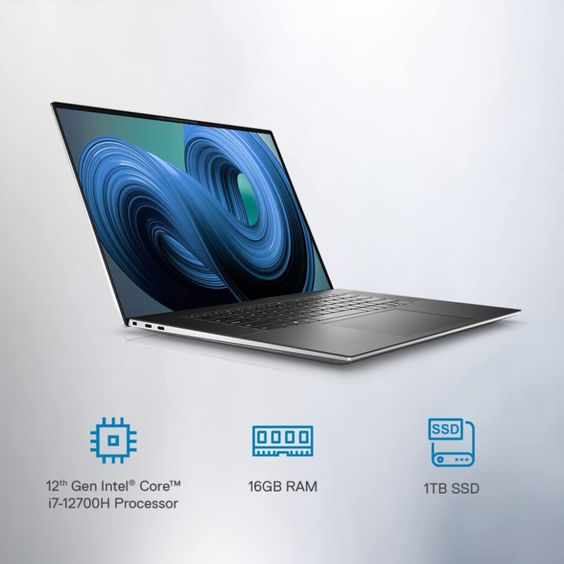 12th Gen Intel® Core™
i7-12700H Processor
16GB RAM
SSD
1TB SSD